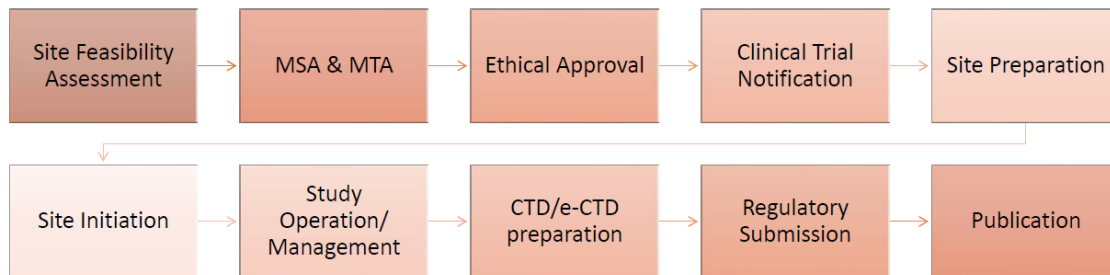 Site Feasibility
Assessment
MSA & MTA
Ethical Approval
Clinical Trial
Notification
Site Preparation
Site Initiation
Study
Operation/
Management
CTD/e-CTD
preparation
Regulatory
Submission
Publication